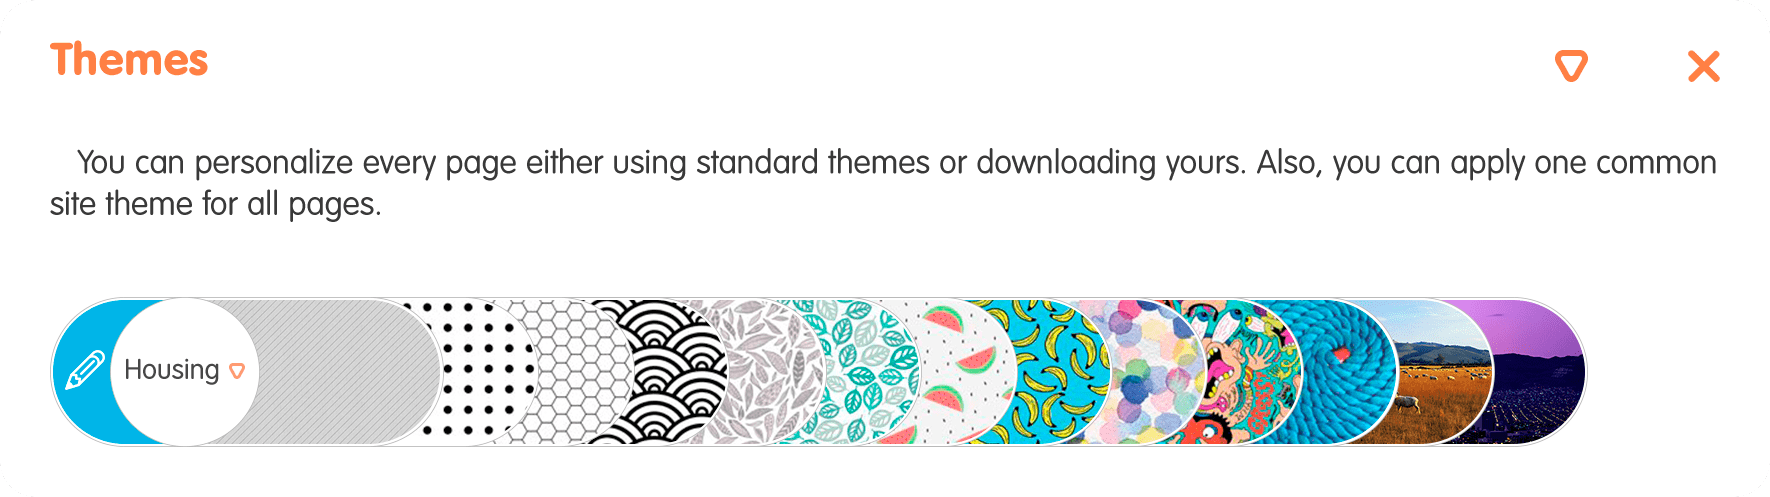 Themes
You can personalize every page either using standard themes or downloading yours. Also, you can apply one common
site theme for all pages.
Housing